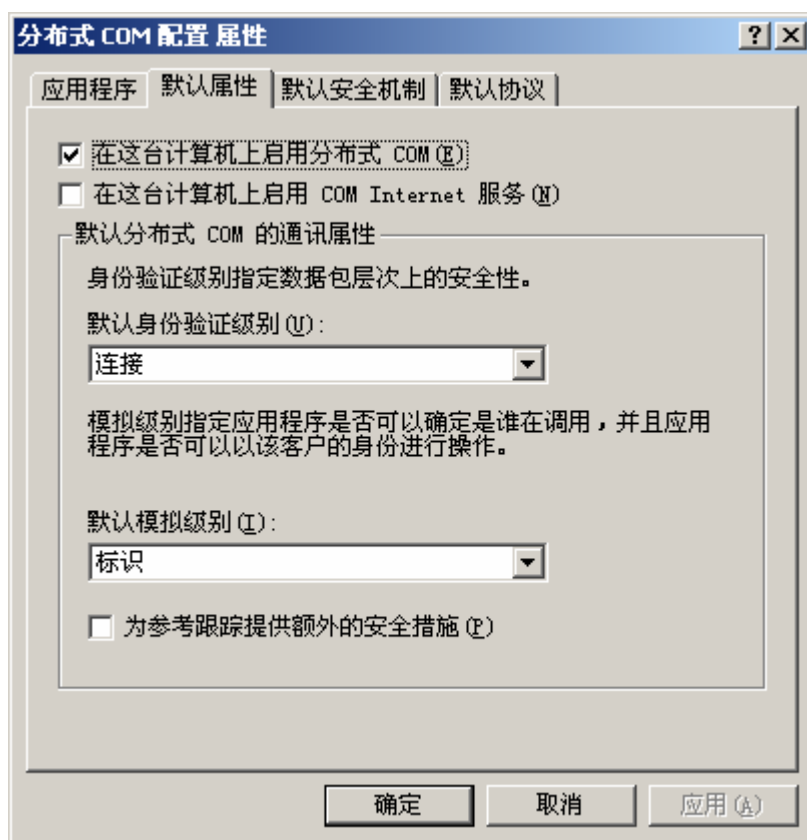 分布式 COM 配置 属性
应用程序 默认属性 默认安全机制 默认协议
在这台计算机上启用分布式 COM(E)
在这台计算机上启用 COM Internet 服务(N)
默认分布式 COM 的通讯属性
身份验证级别指定数据包层次上的安全性。
默认身份验证级别(U):
连接
模拟级别指定应用程序是否可以确定是谁在调用，并且应用
程序是否可以以该客户的身份进行操作。
默认模拟级别(I):
标识
为参考跟踪提供额外的安全措施(P)
确定 取消 应用(A)